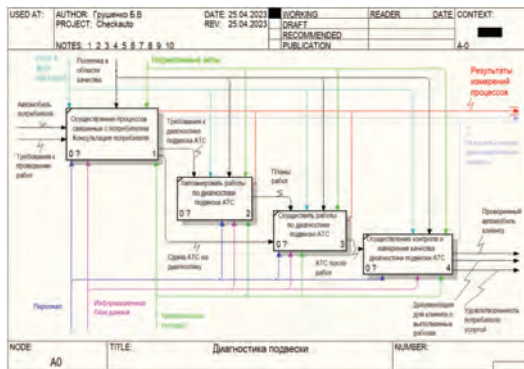 USED AT:
AUTHOR: Грушенко Б.В
DATE: 25.04.2023
WORKING
READER
DATE
CONTEXT:
PROJECT: Checkauto
REV: 25.04.2023
DRAFT
RECOMMENDED
NOTES: 1 2 3 4 5 6 7 8 9 10
PUBLICATION
A-0
Политика в
области
качества
Нормативные акты
Результаты
измерений
процессов
Автомобиль
потребителя
Осуществление процессов
связанных с потребителем
Консультация потребителя
0 ?
1
Требования к
диагностике
подвески АТС
Требования к
проведению
работ
Запланировать работы
по диагностике
подвески АТС
0 ?
2
Планы
работ
Осуществить работы
по диагностике
подвески АТС
0 ?
3
Осуществление контроля и
измерения качества
диагностики подвески АТС
0 ?
4
Проверенный
автомобиль
клиента
Сдача АТС на
диагностику
АТС после
работ
Персонал
Информационная
база данных
Документация
для клиента о
выполненных
работах
Удовлетворенность
потребителя
услугой
NODE:
TITLE:
Диагностика подвески
NUMBER:
A0